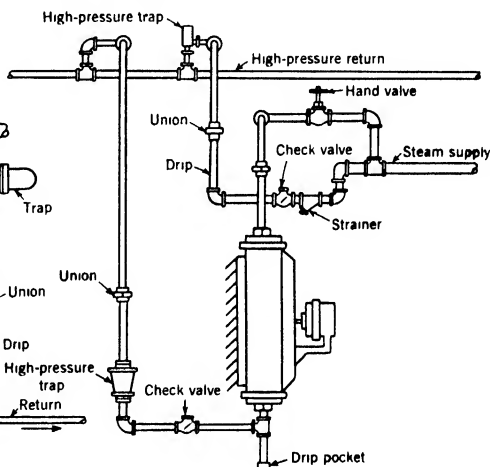 High-pressure trap
High-pressure return
Hand valve
Union
Check valve
Steam supply
Drip
Trap
Strainer
Union
Union
Drip
High-pressure
trap
Check valve
Return
Drip pocket